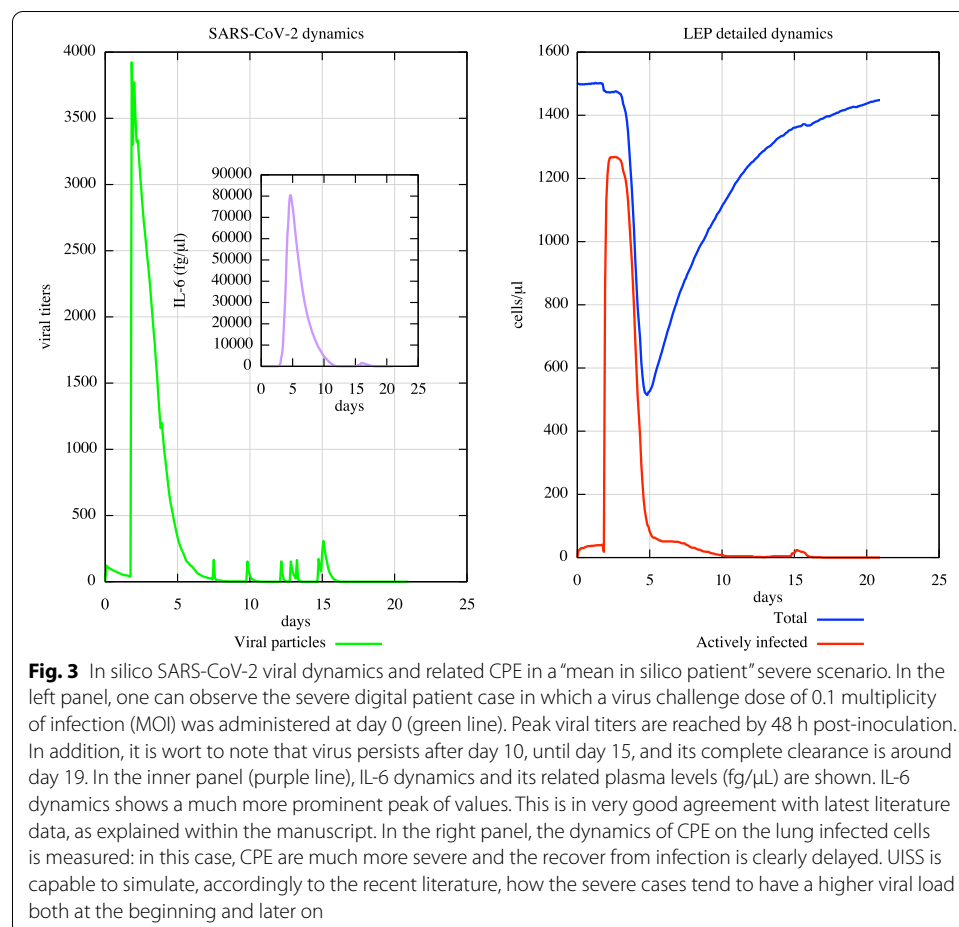 SARS-CoV-2 dynamics
4000
3500
3000
2500
2000
1500
1000
500
0
viral titers
0 5 10 15 20 25
days
Viral particles
90000
80000
70000
60000
50000
40000
30000
20000
10000
0
IL-6 (fg/µl)
0 5 10 15 20 25
days
LEP detailed dynamics
1600
1400
1200
1000
800
600
400
200
0
cells/µl
0 5 10 15 20 25
days
Total
Actively infected
Fig. 3 In silico SARS-CoV-2 viral dynamics and related CPE in a “mean in silico patient” severe scenario. In the
left panel, one can observe the severe digital patient case in which a virus challenge dose of 0.1 multiplicity
of infection (MOI) was administered at day 0 (green line). Peak viral titers are reached by 48 h post-inoculation.
In addition, it is wort to note that virus persists after day 10, until day 15, and its complete clearance is around
day 19. In the inner panel (purple line), IL-6 dynamics and its related plasma levels (fg/µL) are shown. IL-6
dynamics shows a much more prominent peak of values. This is in very good agreement with latest literature
data, as explained within the manuscript. In the right panel, the dynamics of CPE on the lung infected cells
is measured: in this case, CPE are much more severe and the recover from infection is clearly delayed. UISS is
capable to simulate, accordingly to the recent literature, how the severe cases tend to have a higher viral load
both at the beginning and later on